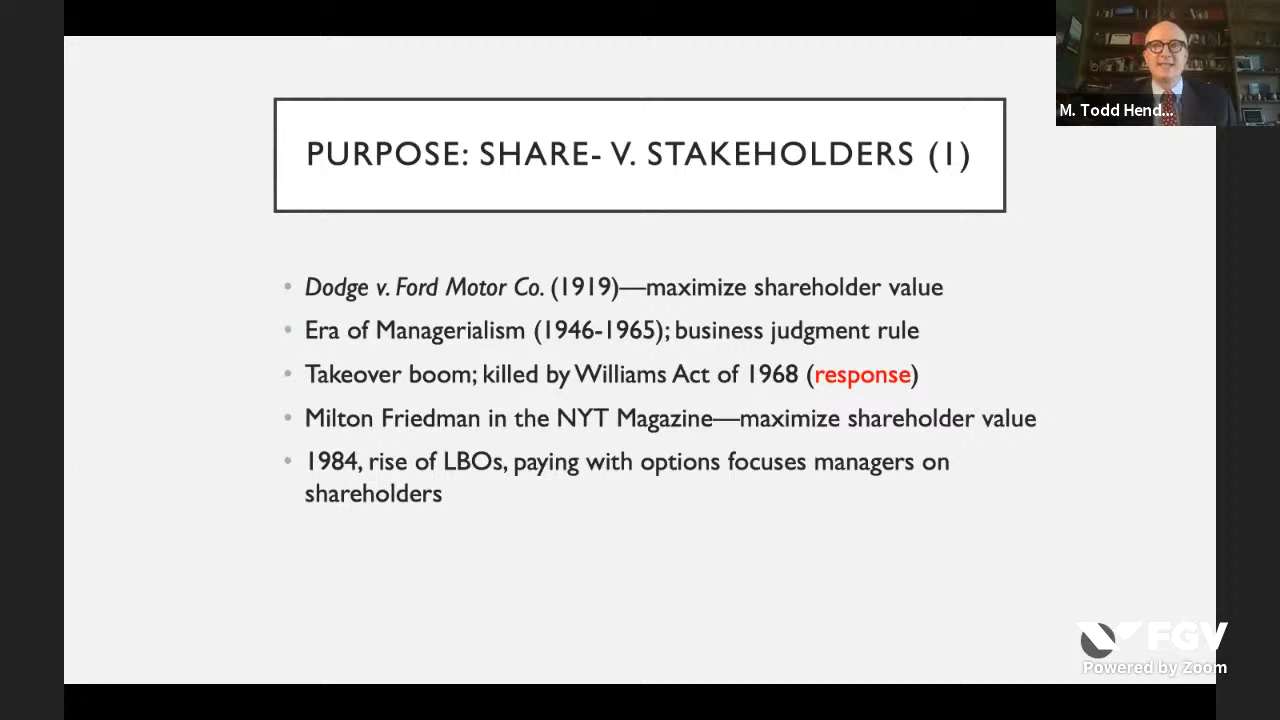 M. Todd Hend...
PURPOSE: SHARE- V. STAKEHOLDERS (1)
• Dodge v. Ford Motor Co. (1919)—maximize shareholder value
• Era of Managerialism (1946-1965); business judgment rule
• Takeover boom; killed by Williams Act of 1968 (response)
• Milton Friedman in the NYT Magazine—maximize shareholder value
• 1984, rise of LBOs, paying with options focuses managers on
shareholders
FGV
Powered by Zoom